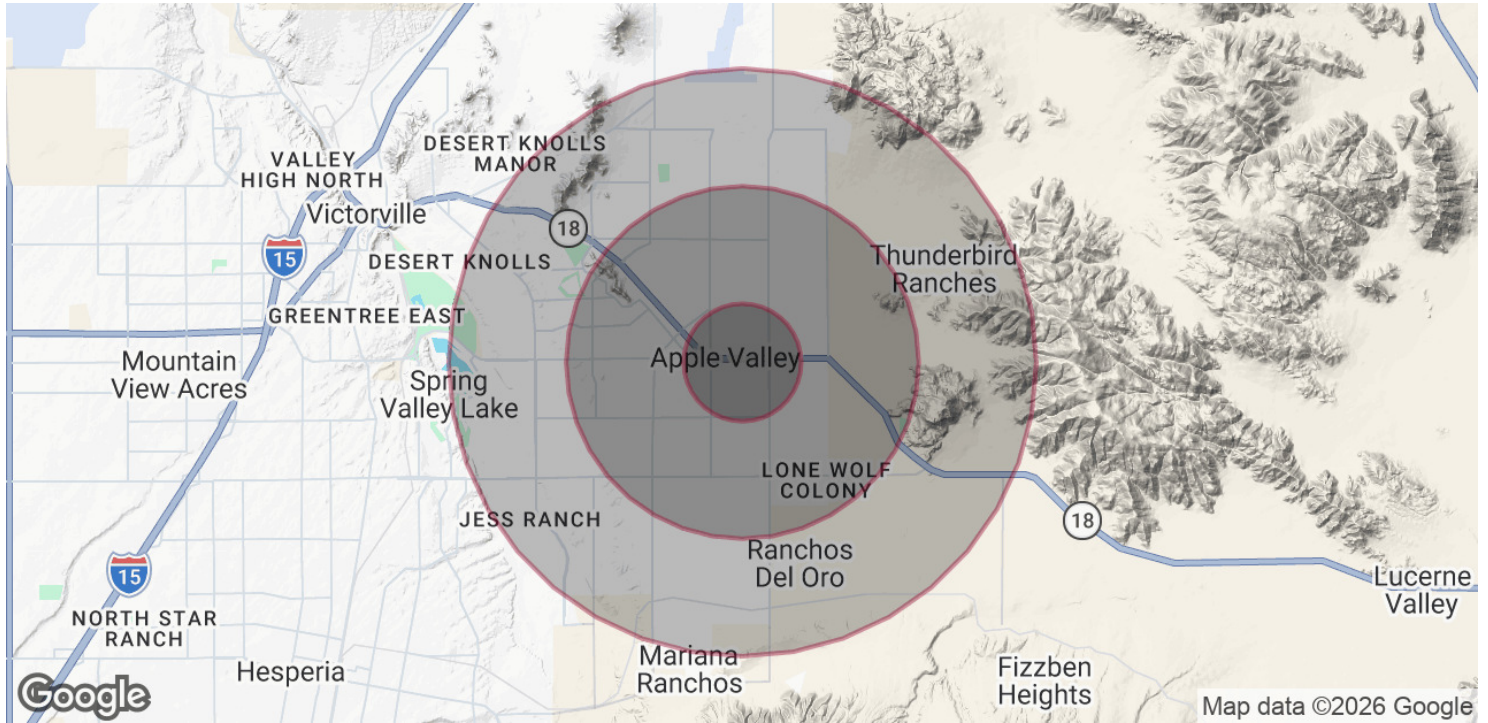 DESERT KNOLLS
MANOR
VALLEY
HIGH NORTH
Victorville
18
15
DESERT KNOLLS
Thunderbird
Ranches
GREENTREE EAST
Mountain
View Acres
Apple Valley
Spring
Valley Lake
LONE WOLF
COLONY
JESS RANCH
18
Ranchos
Del Oro
15
Lucerne
Valley
NORTH STAR
RANCH
Hesperia
Mariana
Ranchos
Fizzben
Heights
Google
Map data ©2026 Google